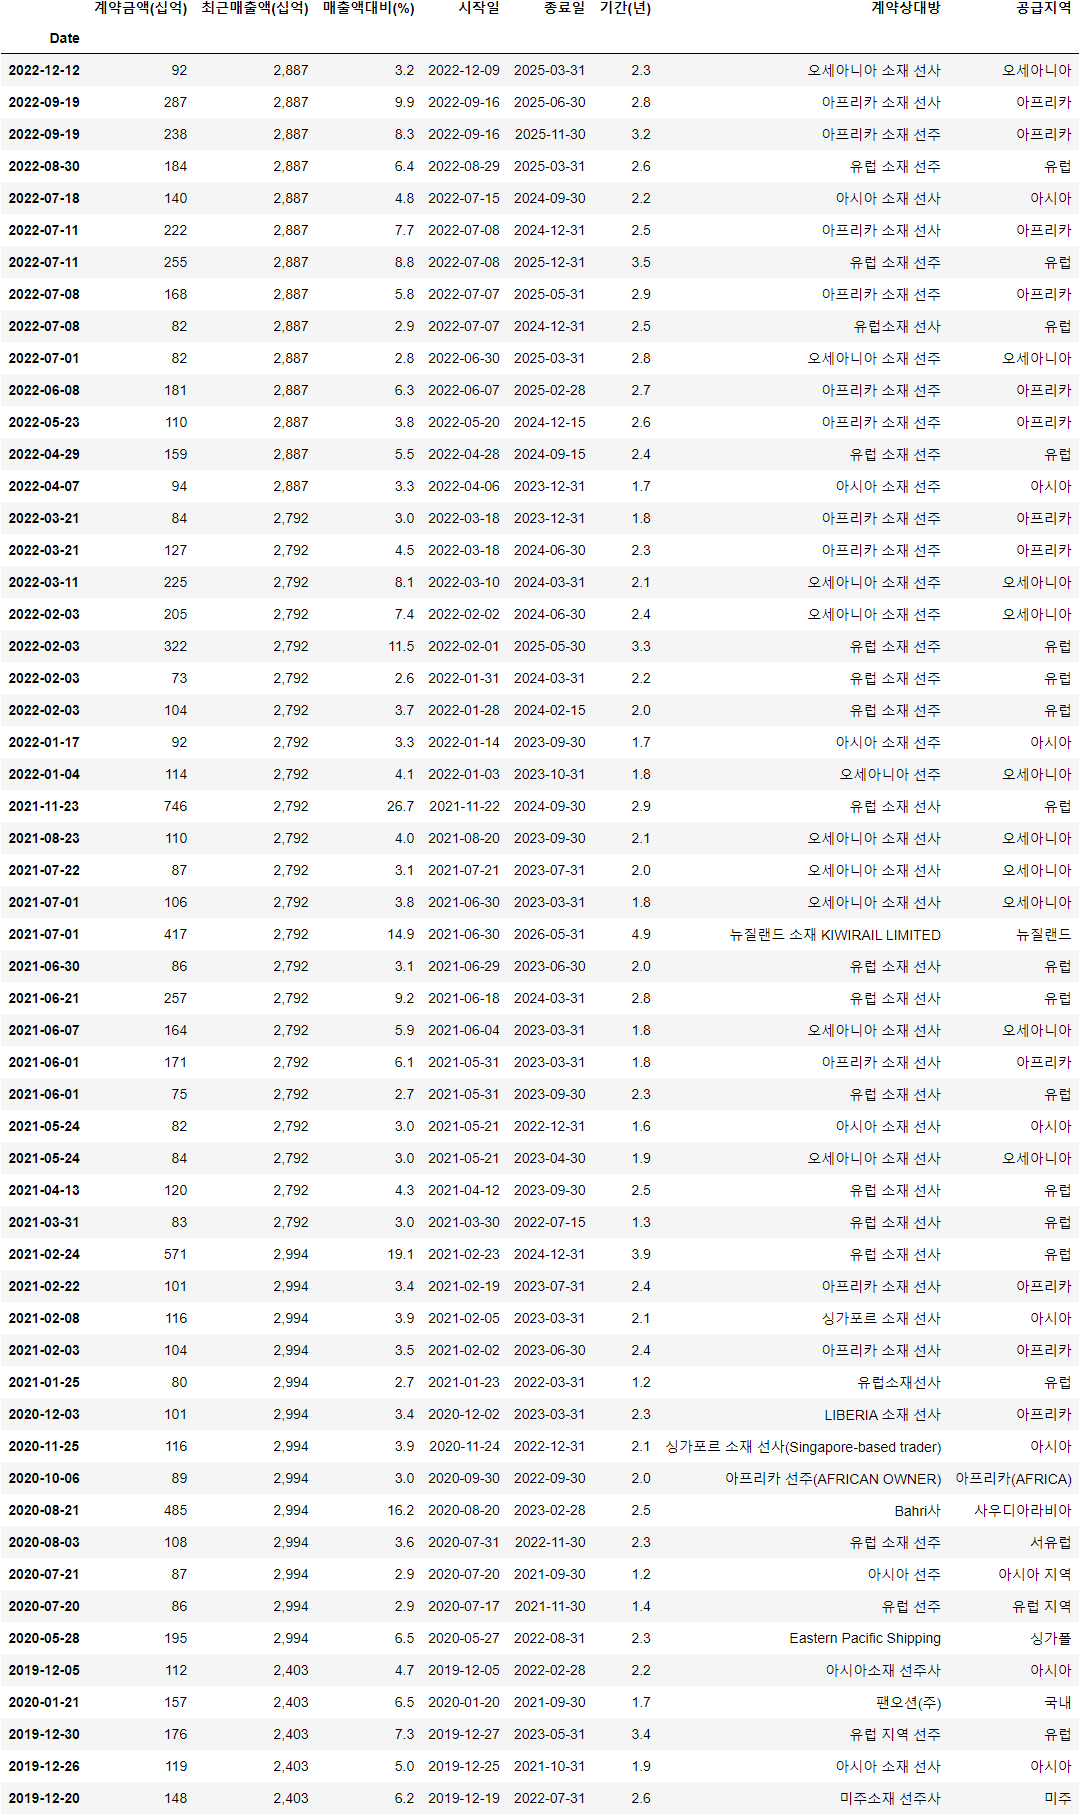 계약금액(십억) 최근매출액(십억) 매출액대비(%) 시작일 종료일 기간(년) 계약상대방 공급지역
Date
2022-12-12 92 2,887 3.2 2022-12-09 2025-03-31 2.3 오세아니아 소재 선사 오세아니아
2022-09-19 287 2,887 9.9 2022-09-16 2025-06-30 2.8 아프리카 소재 선사 아프리카
2022-09-19 238 2,887 8.3 2022-09-16 2025-11-30 3.2 아프리카 소재 선주 아프리카
2022-08-30 184 2,887 6.4 2022-08-29 2025-03-31 2.6 유럽 소재 선주 유럽
2022-07-18 140 2,887 4.8 2022-07-15 2024-09-30 2.2 아시아 소재 선사 아시아
2022-07-11 222 2,887 7.7 2022-07-08 2024-12-31 2.5 아프리카 소재 선사 아프리카
2022-07-11 255 2,887 8.8 2022-07-08 2025-12-31 3.5 유럽 소재 선주 유럽
2022-07-08 168 2,887 5.8 2022-07-07 2025-05-31 2.9 아프리카 소재 선주 아프리카
2022-07-08 82 2,887 2.9 2022-07-07 2024-12-31 2.5 유럽소재 선사 유럽
2022-07-01 82 2,887 2.8 2022-06-30 2025-03-31 2.8 오세아니아 소재 선주 오세아니아
2022-06-08 181 2,887 6.3 2022-06-07 2025-02-28 2.7 아프리카 소재 선주 아프리카
2022-05-23 110 2,887 3.8 2022-05-20 2024-12-15 2.6 아프리카 소재 선주 아프리카
2022-04-29 159 2,887 5.5 2022-04-28 2024-09-15 2.4 유럽 소재 선주 유럽
2022-04-07 94 2,887 3.3 2022-04-06 2023-12-31 1.7 아시아 소재 선주 아시아
2022-03-21 84 2,792 3.0 2022-03-18 2023-12-31 1.8 아프리카 소재 선주 아프리카
2022-03-21 127 2,792 4.5 2022-03-18 2024-06-30 2.3 아프리카 소재 선주 아프리카
2022-03-11 225 2,792 8.1 2022-03-10 2024-03-31 2.1 오세아니아 소재 선주 오세아니아
2022-02-03 205 2,792 7.4 2022-02-02 2024-06-30 2.4 오세아니아 소재 선주 오세아니아
2022-02-03 322 2,792 11.5 2022-02-01 2025-05-30 3.3 유럽 소재 선주 유럽
2022-02-03 73 2,792 2.6 2022-01-31 2024-03-31 2.2 유럽 소재 선주 유럽
2022-02-03 104 2,792 3.7 2022-01-28 2024-02-15 2.0 유럽 소재 선주 유럽
2022-01-17 92 2,792 3.3 2022-01-14 2023-09-30 1.7 아시아 소재 선주 아시아
2022-01-04 114 2,792 4.1 2022-01-03 2023-10-31 1.8 오세아니아 선주 오세아니아
2021-11-23 746 2,792 26.7 2021-11-22 2024-09-30 2.9 유럽 소재 선사 유럽
2021-08-23 110 2,792 4.0 2021-08-20 2023-09-30 2.1 오세아니아 소재 선사 오세아니아
2021-07-22 87 2,792 3.1 2021-07-21 2023-07-31 2.0 오세아니아 소재 선사 오세아니아
2021-07-01 106 2,792 3.8 2021-06-30 2023-03-31 1.8 오세아니아 소재 선사 오세아니아
2021-07-01 417 2,792 14.9 2021-06-30 2026-05-31 4.9 뉴질랜드 소재 KIWIRAIL LIMITED 뉴질랜드
2021-06-30 86 2,792 3.1 2021-06-29 2023-06-30 2.0 유럽 소재 선사 유럽
2021-06-21 257 2,792 9.2 2021-06-18 2024-03-31 2.8 유럽 소재 선사 유럽
2021-06-07 164 2,792 5.9 2021-06-04 2023-03-31 1.8 오세아니아 소재 선사 오세아니아
2021-06-01 171 2,792 6.1 2021-05-31 2023-03-31 1.8 아프리카 소재 선사 아프리카
2021-06-01 75 2,792 2.7 2021-05-31 2023-09-30 2.3 유럽 소재 선사 유럽
2021-05-24 82 2,792 3.0 2021-05-21 2022-12-31 1.6 아시아 소재 선사 아시아
2021-05-24 84 2,792 3.0 2021-05-21 2023-04-30 1.9 오세아니아 소재 선사 오세아니아
2021-04-13 120 2,792 4.3 2021-04-12 2023-09-30 2.5 유럽 소재 선사 유럽
2021-03-31 83 2,792 3.0 2021-03-30 2022-07-15 1.3 유럽 소재 선사 유럽
2021-02-24 571 2,994 19.1 2021-02-23 2024-12-31 3.9 유럽 소재 선사 유럽
2021-02-22 101 2,994 3.4 2021-02-19 2023-07-31 2.4 아프리카 소재 선사 아프리카
2021-02-08 116 2,994 3.9 2021-02-05 2023-03-31 2.1 싱가포르 소재 선사 아시아
2021-02-03 104 2,994 3.5 2021-02-02 2023-06-30 2.4 아프리카 소재 선사 아프리카
2021-01-25 80 2,994 2.7 2021-01-23 2022-03-31 1.2 유럽소재선사 유럽
2020-12-03 101 2,994 3.4 2020-12-02 2023-03-31 2.3 LIBERIA 소재 선사 아프리카
2020-11-25 116 2,994 3.9 2020-11-24 2022-12-31 2.1 싱가포르 소재 선사(Singapore-based trader) 아시아
2020-10-06 89 2,994 3.0 2020-09-30 2022-09-30 2.0 아프리카 선주(AFRICAN OWNER) 아프리카(AFRICA)
2020-08-21 485 2,994 16.2 2020-08-20 2023-02-28 2.5 Bahri사 사우디아라비아
2020-08-03 108 2,994 3.6 2020-07-31 2022-11-30 2.3 유럽 소재 선주 서유럽
2020-07-21 87 2,994 2.9 2020-07-20 2021-09-30 1.2 아시아 선주 아시아 지역
2020-07-20 86 2,994 2.9 2020-07-17 2021-11-30 1.4 유럽 선주 유럽 지역
2020-05-28 195 2,994 6.5 2020-05-27 2022-08-31 2.3 Eastern Pacific Shipping 싱가폴
2019-12-05 112 2,403 4.7 2019-12-05 2022-02-28 2.2 아시아소재 선주사 아시아
2020-01-21 157 2,403 6.5 2020-01-20 2021-09-30 1.7 팬오션(주) 국내
2019-12-30 176 2,403 7.3 2019-12-27 2023-05-31 3.4 유럽 지역 선주 유럽
2019-12-26 119 2,403 5.0 2019-12-25 2021-10-31 1.9 아시아 소재 선사 아시아
2019-12-20 148 2,403 6.2 2019-12-19 2022-07-31 2.6 미주소재 선주사 미주